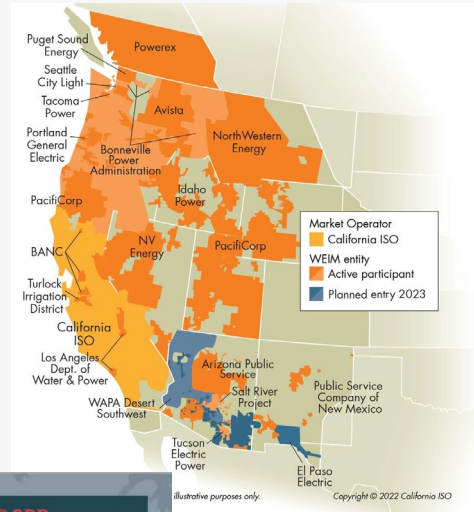 Puget Sound
Energy
Powerex
Seattle
City Light
Tacoma
Power
Avista
Portland
General
Electric
Bonneville
Power
Administration
NorthWestern
Energy
Idaho
Power
PacifiCorp
BANC
NV
Energy
PacifiCorp
Market Operator
California ISO
WEIM entity
Active participant
Planned entry 2023
Turlock
Irrigation
District
California
ISO
Los Angeles
Dept. of
Water & Power
Arizona Public
Service
Salt River
Project
Public Service
Company of
New Mexico
WAPA Desert
Southwest
Tucson
Electric
Power
El Paso
Electric
illustrative purposes only.
Copyright © 2022 California ISO